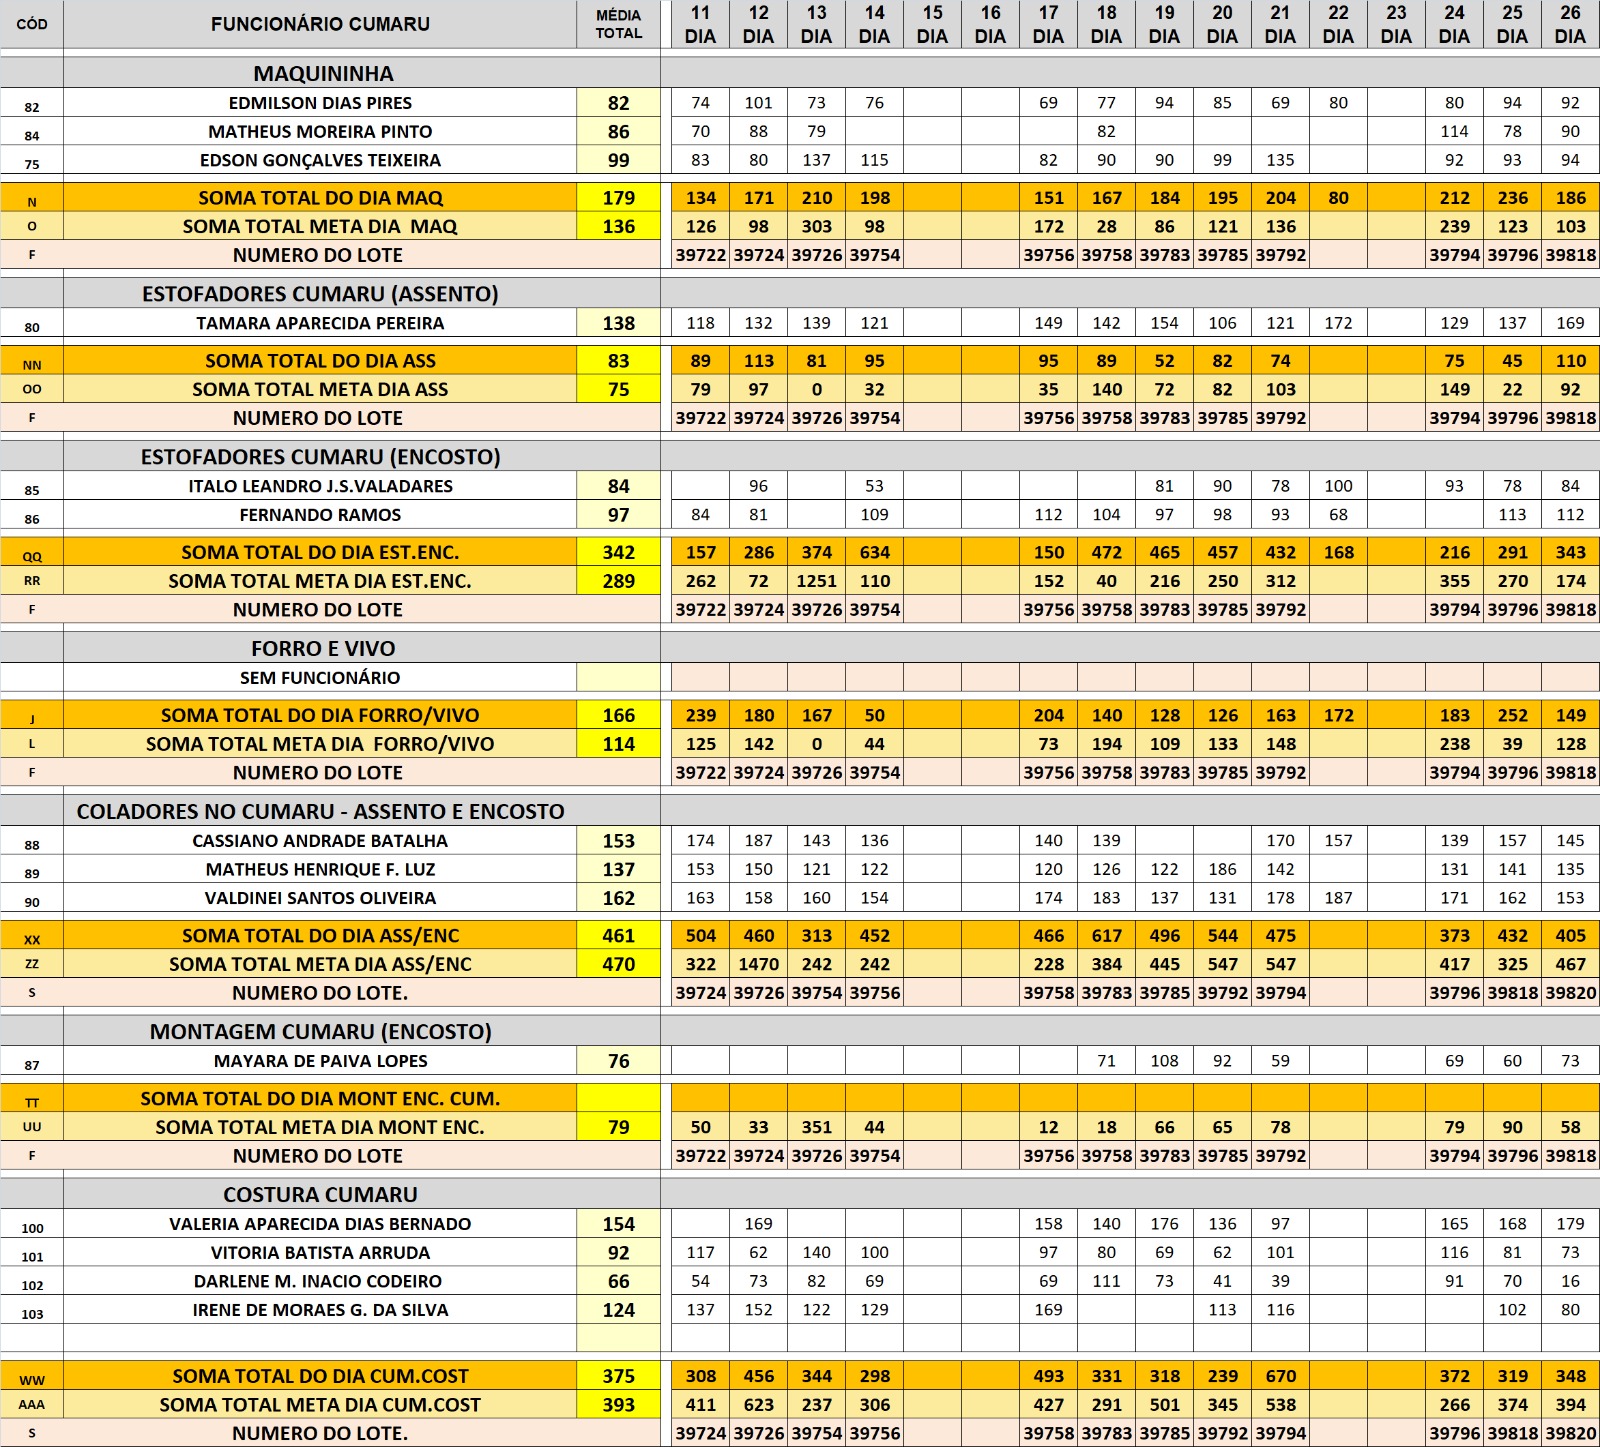 CÓD FUNCIONÁRIO CUMARU MÉDIA TOTAL 11 DIA 12 DIA 13 DIA 14 DIA 15 DIA 16 DIA 17 DIA 18 DIA 19 DIA 20 DIA 21 DIA 22 DIA 23 DIA 24 DIA 25 DIA 26 DIA
MAQUININHA
82 EDMILSON DIAS PIRES 82 74 101 73 76 69 77 94 85 69 80 80 94 92
84 MATHEUS MOREIRA PINTO 86 70 88 79 82 114 78 90
75 EDSON GONÇALVES TEIXEIRA 99 83 80 137 115 82 90 90 99 135 92 93 94
N SOMA TOTAL DO DIA MAQ 179 134 171 210 198 151 167 184 195 204 80 212 236 186
O SOMA TOTAL META DIA MAQ 136 126 98 303 98 172 28 86 121 136 239 123 103
F NUMERO DO LOTE 39722 39724 39726 39754 39756 39758 39783 39785 39792 39794 39796 39818
ESTOFADORES CUMARU (ASSENTO)
80 TAMARA APARECIDA PEREIRA 138 118 132 139 121 149 142 154 106 121 172 129 137 169
NN SOMA TOTAL DO DIA ASS 83 89 113 81 95 95 89 52 82 74 75 45 110
OO SOMA TOTAL META DIA ASS 75 79 97 0 32 35 140 72 82 103 149 22 92
F NUMERO DO LOTE 39722 39724 39726 39754 39756 39758 39783 39785 39792 39794 39796 39818
ESTOFADORES CUMARU (ENCOSTO)
85 ITALO LEANDRO J.S.VALADARES 84 96 53 81 90 78 100 93 78 84
86 FERNANDO RAMOS 97 84 81 109 112 104 97 98 93 68 113 112
QQ SOMA TOTAL DO DIA EST.ENC. 342 157 286 374 634 150 472 465 457 432 168 216 291 343
RR SOMA TOTAL META DIA EST.ENC. 289 262 72 1251 110 152 40 216 250 312 355 270 174
F NUMERO DO LOTE 39722 39724 39726 39754 39756 39758 39783 39785 39792 39794 39796 39818
FORRO E VIVO
SEM FUNCIONÁRIO
J SOMA TOTAL DO DIA FORRO/VIVO 166 239 180 167 50 204 140 128 126 163 172 183 252 149
L SOMA TOTAL META DIA FORRO/VIVO 114 125 142 0 44 73 194 109 133 148 238 39 128
F NUMERO DO LOTE 39722 39724 39726 39754 39756 39758 39783 39785 39792 39794 39796 39818
COLADORES NO CUMARU - ASSENTO E ENCOSTO
88 CASSIANO ANDRADE BATALHA 153 174 187 143 136 140 139 170 157 139 157 145
89 MATHEUS HENRIQUE F. LUZ 137 153 150 121 122 120 126 122 186 142 131 141 135
90 VALDINEI SANTOS OLIVEIRA 162 163 158 160 154 174 183 137 131 178 187 171 162 153
XX SOMA TOTAL DO DIA ASS/ENC 461 504 460 313 452 466 617 496 544 475 373 432 405
ZZ SOMA TOTAL META DIA ASS/ENC 470 322 1470 242 242 228 384 445 547 547 417 325 467
S NUMERO DO LOTE. 39724 39726 39754 39756 39758 39783 39785 39792 39794 39796 39818 39820
MONTAGEM CUMARU (ENCOSTO)
87 MAYARA DE PAIVA LOPES 76 71 108 92 59 69 60 73
TT SOMA TOTAL DO DIA MONT ENC. CUM.
UU SOMA TOTAL META DIA MONT ENC. 79 50 33 351 44 12 18 66 65 78 79 90 58
F NUMERO DO LOTE 39722 39724 39726 39754 39756 39758 39783 39785 39792 39794 39796 39818
COSTURA CUMARU
100 VALERIA APARECIDA DIAS BERNADO 154 169 158 140 176 136 97 165 168 179
101 VITORIA BATISTA ARRUDA 92 117 62 140 100 97 80 69 62 101 116 81 73
102 DARLENE M. INACIO CODEIRO 66 54 73 82 69 69 111 73 41 39 91 70 16
103 IRENE DE MORAES G. DA SILVA 124 137 152 122 129 169 113 116 102 80
WW SOMA TOTAL DO DIA CUM.COST 375 308 456 344 298 493 331 318 239 670 372 319 348
AAA SOMA TOTAL META DIA CUM.COST 393 411 623 237 306 427 291 501 345 538 266 374 394
S NUMERO DO LOTE. 39724 39726 39754 39756 39758 39783 39785 39792 39794 39796 39818 39820